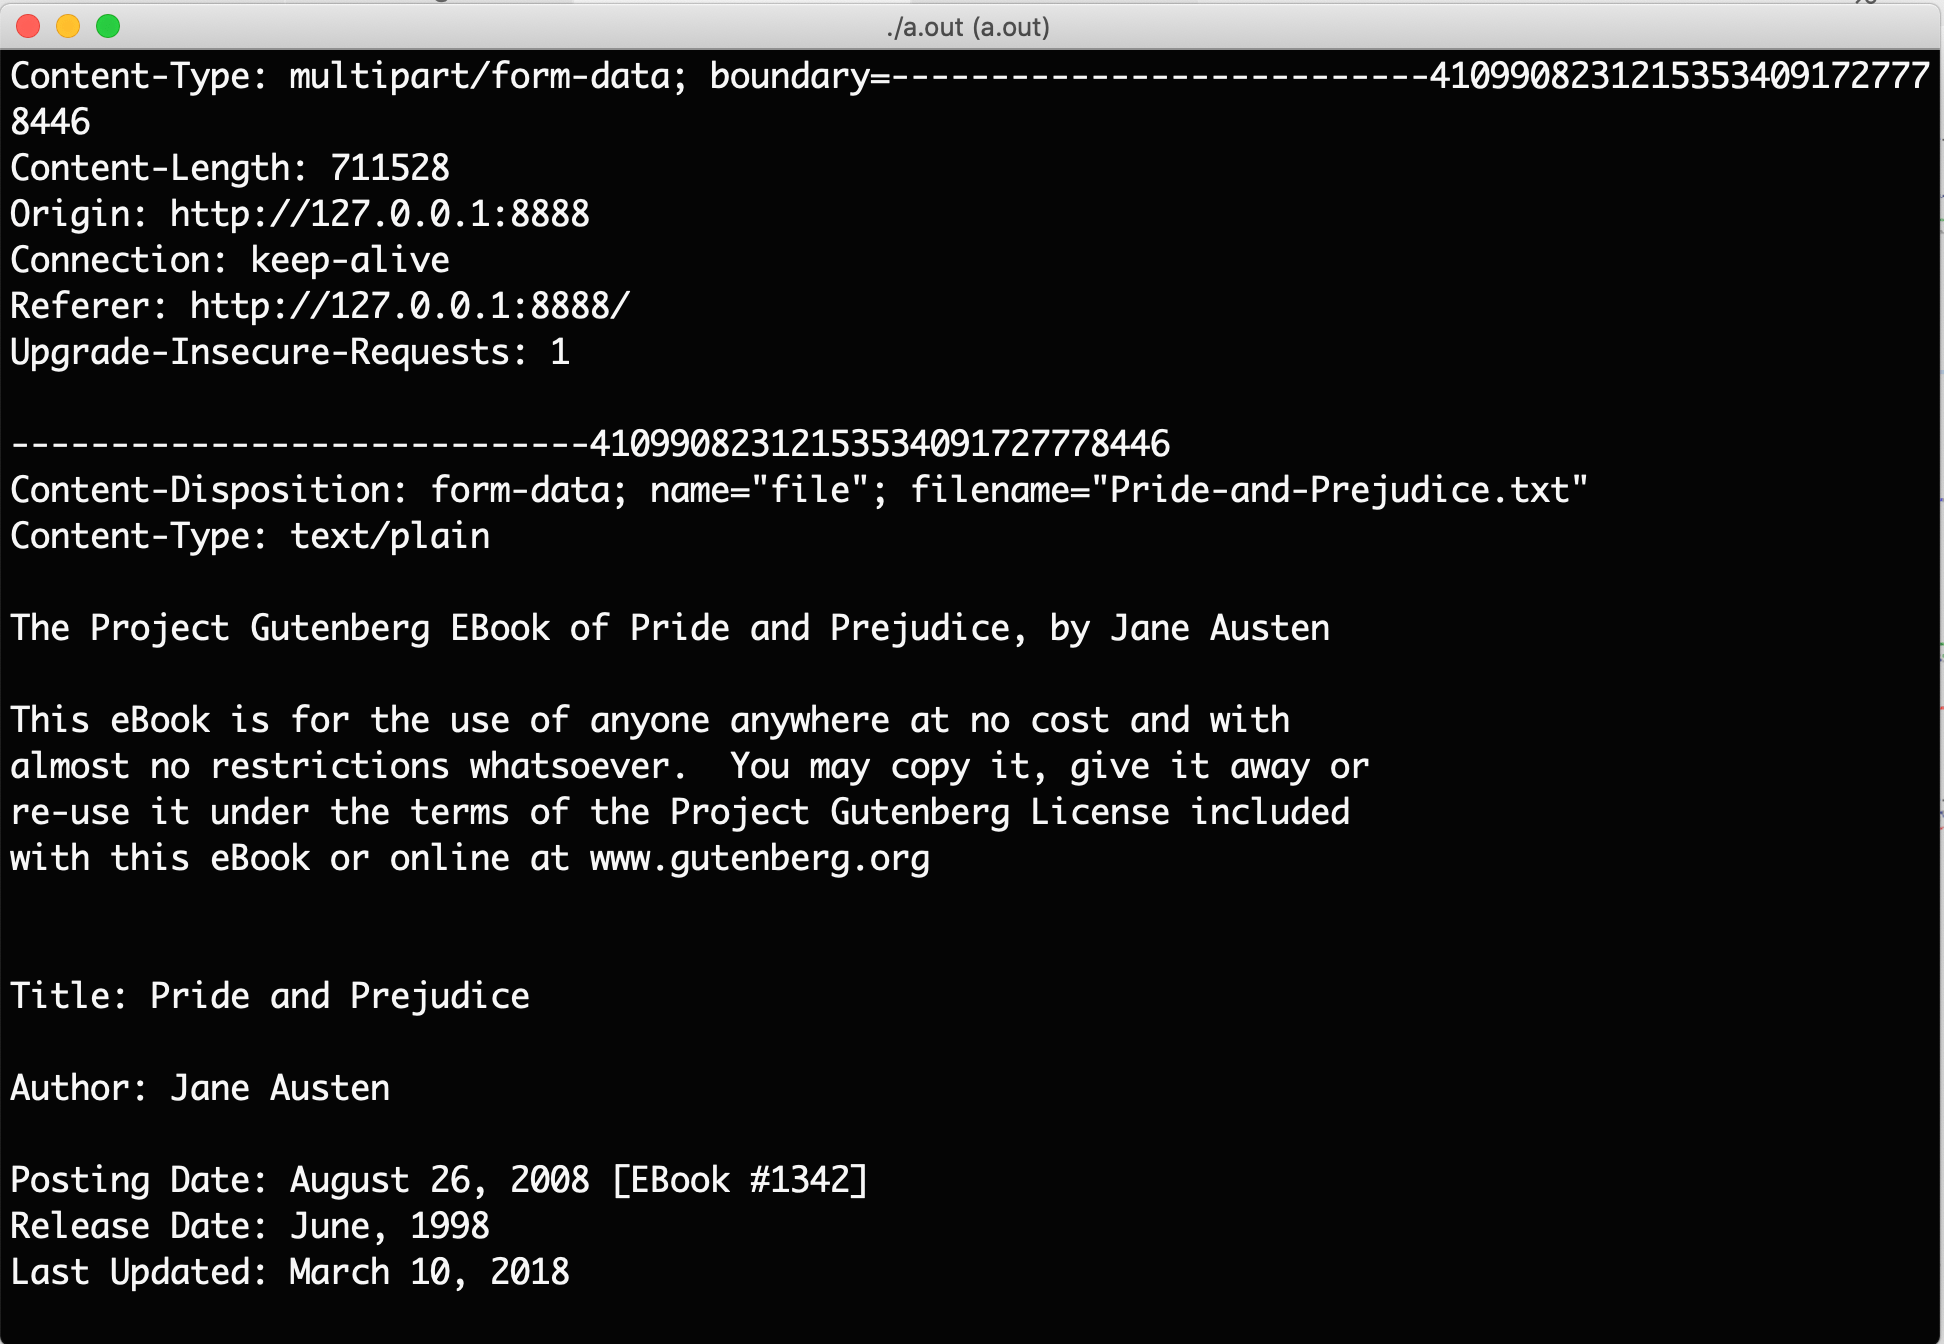 ./a.out (a.out)
Content-Type: multipart/form-data; boundary=---------------------------4109908231215353409172777
8446
Content-Length: 711528
Origin: http://127.0.0.1:8888
Connection: keep-alive
Referer: http://127.0.0.1:8888/
Upgrade-Insecure-Requests: 1
-----------------------------41099082312153534091727778446
Content-Disposition: form-data; name="file"; filename="Pride-and-Prejudice.txt"
Content-Type: text/plain
The Project Gutenberg EBook of Pride and Prejudice, by Jane Austen
This eBook is for the use of anyone anywhere at no cost and with
almost no restrictions whatsoever.  You may copy it, give it away or
re-use it under the terms of the Project Gutenberg License included
with this eBook or online at www.gutenberg.org
Title: Pride and Prejudice
Author: Jane Austen
Posting Date: August 26, 2008 [EBook #1342]
Release Date: June, 1998
Last Updated: March 10, 2018